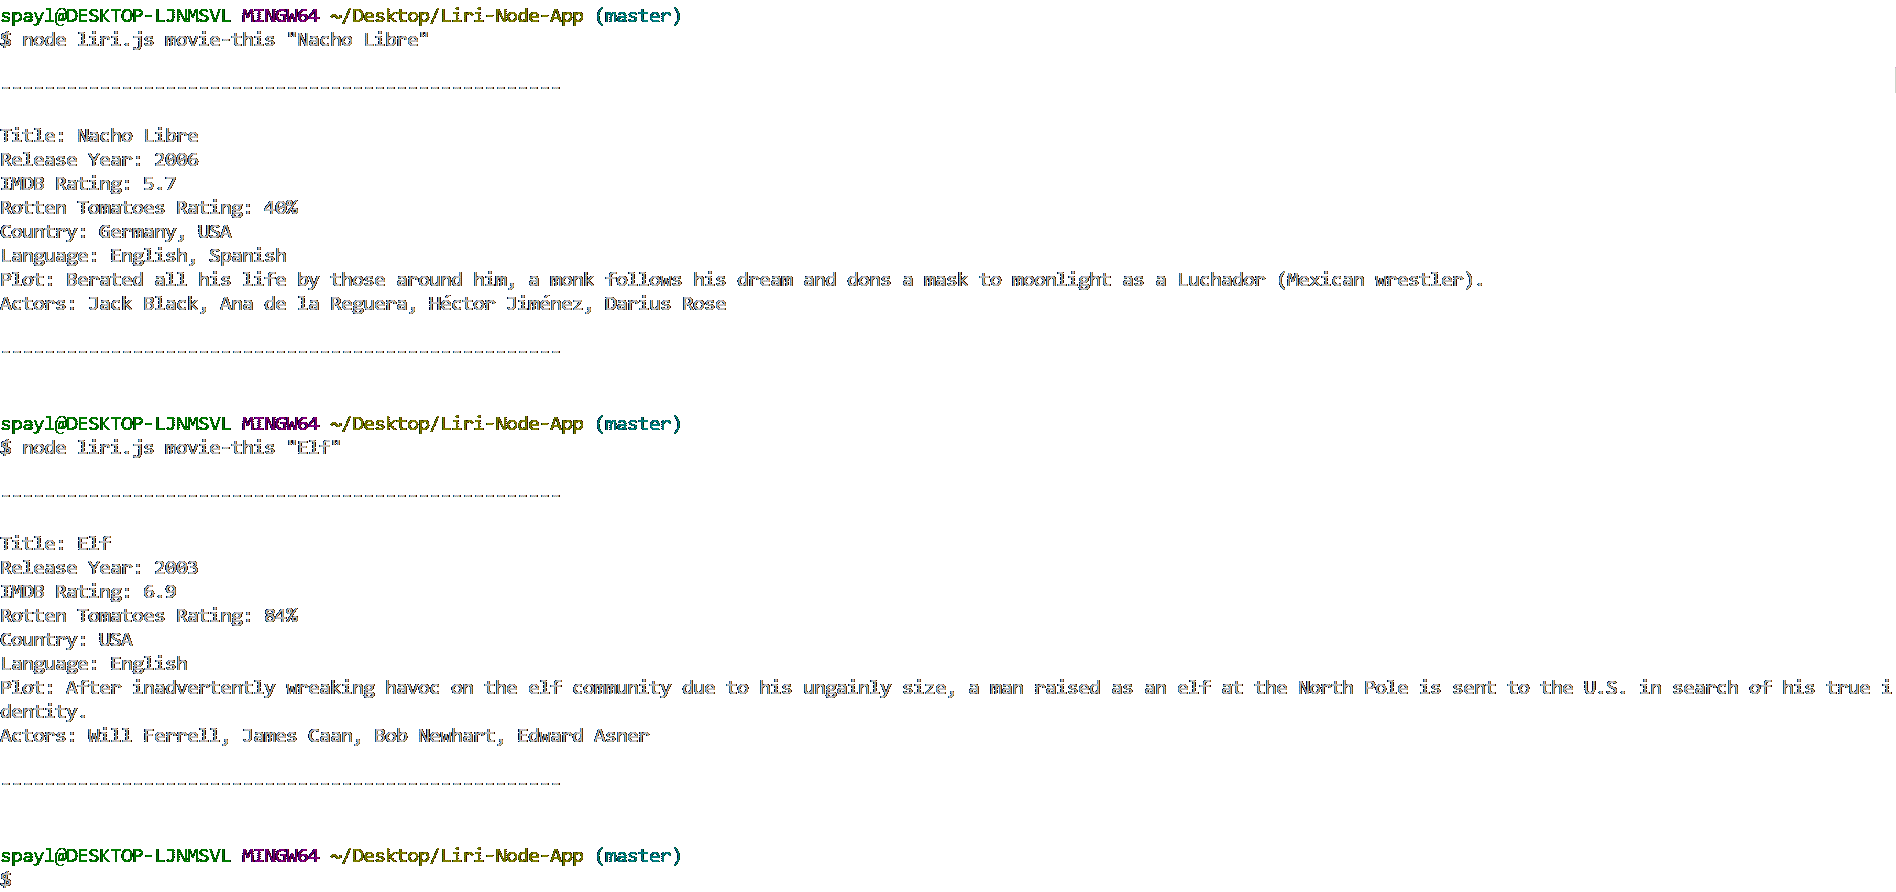 spayl@DESKTOP-LJNMSVL MINGW64 ~/Desktop/Liri-Node-App (master)
$ node liri.js movie-this "Nacho Libre"
---------------------------------------------------
Title: Nacho Libre
Release Year: 2006
IMDB Rating: 5.7
Rotten Tomatoes Rating: 40%
Country: Germany, USA
Language: English, Spanish
Plot: Berated all his life by those around him, a monk follows his dream and dons a mask to moonlight as a Luchador (Mexican wrestler).
Actors: Jack Black, Ana de la Reguera, Héctor Jiménez, Darius Rose
---------------------------------------------------
spayl@DESKTOP-LJNMSVL MINGW64 ~/Desktop/Liri-Node-App (master)
$ node liri.js movie-this "Elf"
---------------------------------------------------
Title: Elf
Release Year: 2003
IMDB Rating: 6.9
Rotten Tomatoes Rating: 84%
Country: USA
Language: English
Plot: After inadvertently wreaking havoc on the elf community due to his ungainly size, a man raised as an elf at the North Pole is sent to the U.S. in search of his true i
dentity.
Actors: Will Ferrell, James Caan, Bob Newhart, Edward Asner
---------------------------------------------------
spayl@DESKTOP-LJNMSVL MINGW64 ~/Desktop/Liri-Node-App (master)
$